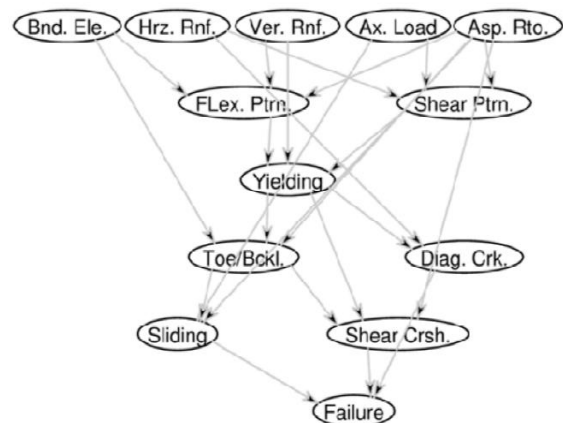 Bnd. Ele. Hrz. Rnf. Ver. Rnf. Ax. Load Asp. Rto.
FLex. Ptrn. Shear Ptrn.
Yielding
Toe/Bckl. Diag. Crk.
Sliding Shear Crsh.
Failure